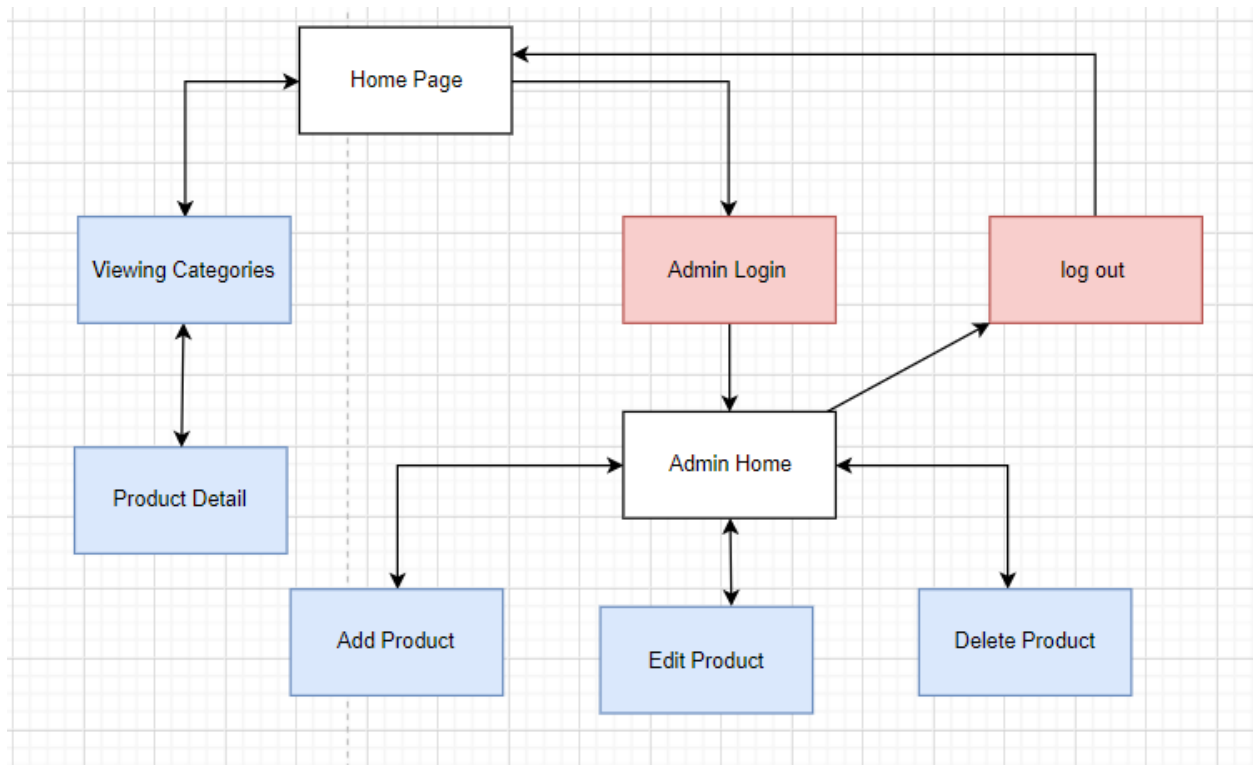 Home Page
Viewing Categories
Admin Login
log out
Admin Home
Product Detail
Add Product
Edit Product
Delete Product